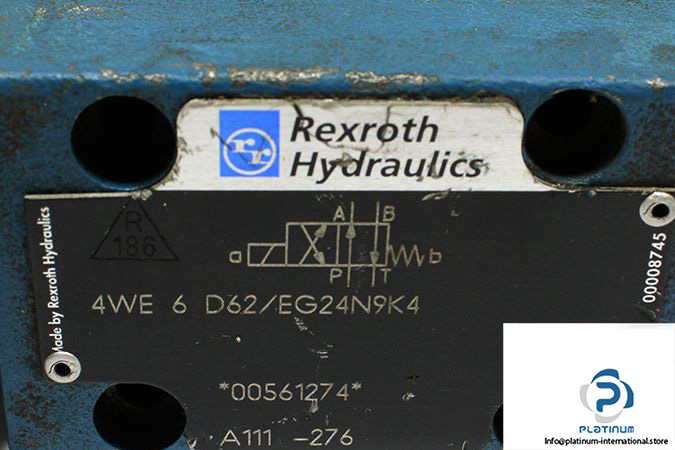 Rexroth
Hydraulics
Made by Rexroth Hydraulics
R
186
A B
a b
P T
00008745
4WE 6 D62/EG24N9K4
*00561274*
A111 -276
PLATINUM
Info@platinum-international.store